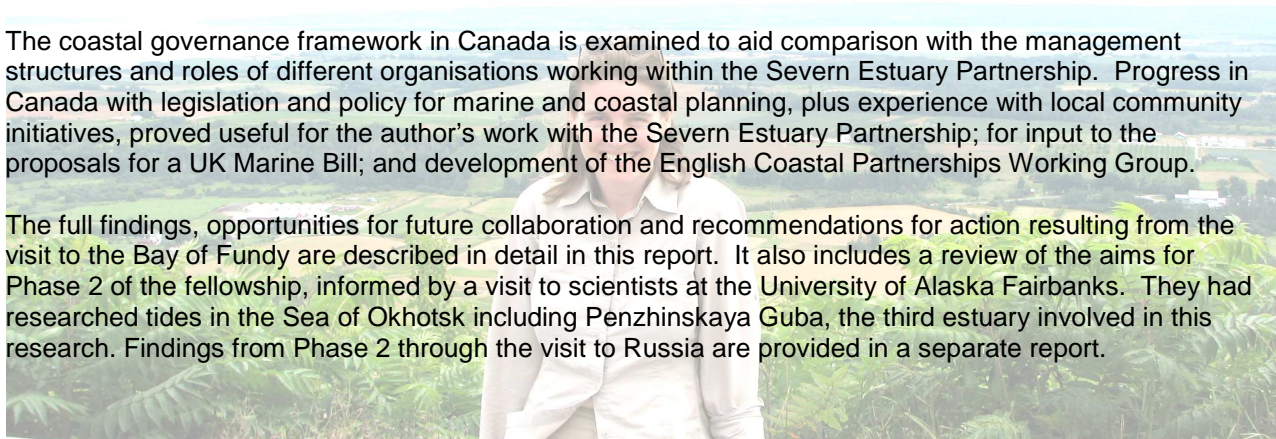 The coastal governance framework in Canada is examined to aid comparison with the management
structures and roles of different organisations working within the Severn Estuary Partnership.  Progress in
Canada with legislation and policy for marine and coastal planning, plus experience with local community
initiatives, proved useful for the author's work with the Severn Estuary Partnership; for input to the
proposals for a UK Marine Bill; and development of the English Coastal Partnerships Working Group.
The full findings, opportunities for future collaboration and recommendations for action resulting from the
visit to the Bay of Fundy are described in detail in this report.  It also includes a review of the aims for
Phase 2 of the fellowship, informed by a visit to scientists at the University of Alaska Fairbanks.  They had
researched tides in the Sea of Okhotsk including Penzhinskaya Guba, the third estuary involved in this
research. Findings from Phase 2 through the visit to Russia are provided in a separate report.